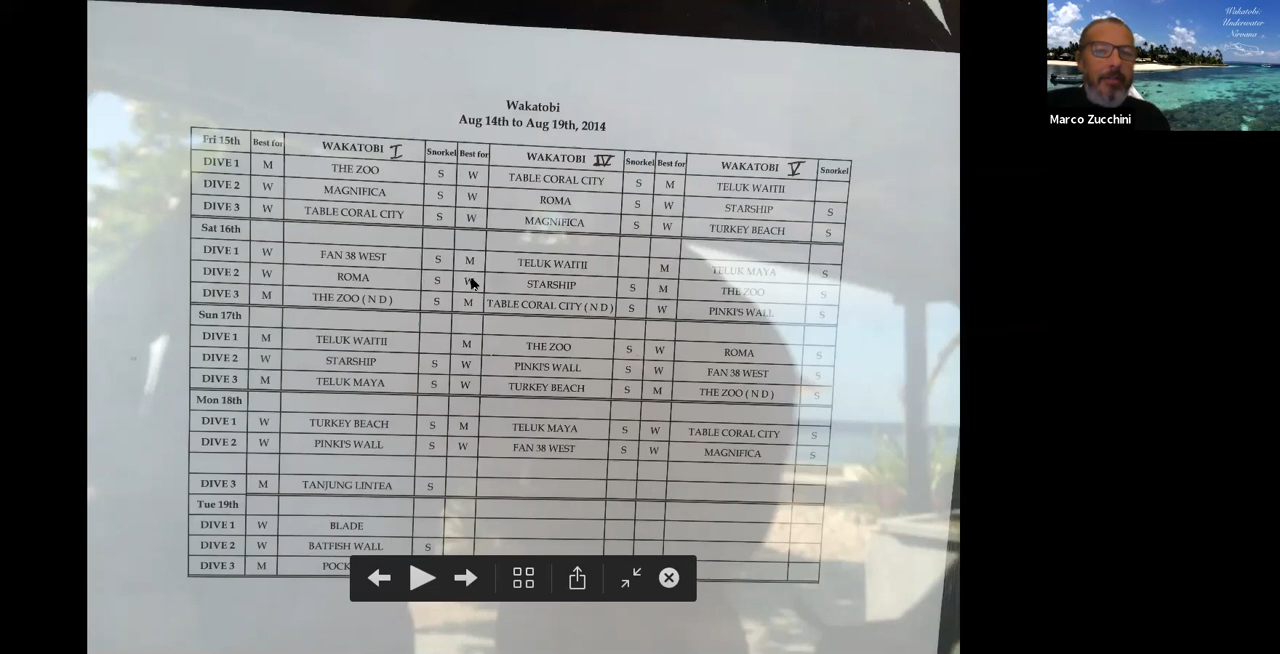 Wakatobi
Aug 14th to Aug 19th, 2014
Fri 15th Best for WAKATOBI I Snorkel Best for WAKATOBI IV Snorkel Best for WAKATOBI V Snorkel
DIVE 1 M THE ZOO S W TABLE CORAL CITY S M TELUK WAITII
DIVE 2 W MAGNIFICA S W ROMA S W STARSHIP S
DIVE 3 W TABLE CORAL CITY S W MAGNIFICA S W TURKEY BEACH S
Sat 16th
DIVE 1 W FAN 38 WEST S M TELUK WAITII M TELUK MAYA S
DIVE 2 W ROMA S W STARSHIP S M THE ZOO S
DIVE 3 M THE ZOO ( N D ) S M TABLE CORAL CITY ( N D ) S W PINKI'S WALL S
Sun 17th
DIVE 1 M TELUK WAITII M THE ZOO S W ROMA S
DIVE 2 W STARSHIP S W PINKI'S WALL S W FAN 38 WEST S
DIVE 3 M TELUK MAYA S W TURKEY BEACH S M THE ZOO ( N D ) S
Mon 18th
DIVE 1 W TURKEY BEACH S M TELUK MAYA S W TABLE CORAL CITY S
DIVE 2 W PINKI'S WALL S W FAN 38 WEST S W MAGNIFICA S
DIVE 3 M TANJUNG LINTEA S
Tue 19th
DIVE 1 W BLADE
DIVE 2 W BATFISH WALL S
DIVE 3 M
Wakatobi:
Underwater
Nirvana
Marco Zucchini